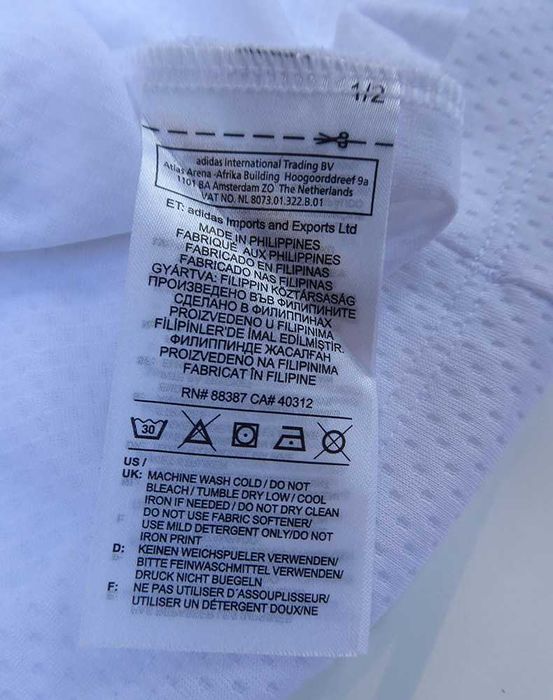 1/2
adidas International Trading BV
Atlas Arena -Afrika Building Hoogoorddreef 9a
1101 BA Amsterdam ZO The Netherlands
VAT NO. NL 8073.01.322.B.01
ET: adidas Imports and Exports Ltd
MADE IN PHILIPPINES
FABRIQUÉ AUX PHILIPPINES
FABRICADO EN FILIPINAS
FABRICADO NAS FILIPINAS
GYÁRTVA: FILIPPIN KÖZTÁRSASÁG
ПРОИЗВЕДЕНО ВЪВ ФИЛИПИНИТЕ
СДЕЛАНО В ФИЛИППИНАХ
PROIZVEDENO U FILIPINIMA
FİLİPİNLER'DE İMAL EDİLMİŞTİR.
ФИЛИППИНДЕ ЖАСАЛҒАН
PROIZVEDENO NA FILIPINIMA
FABRICAT ÎN FILIPINE
RN# 88387 CA# 40312
30
US /
UK: MACHINE WASH COLD / DO NOT
BLEACH / TUMBLE DRY LOW / COOL
IRON IF NEEDED / DO NOT DRY CLEAN
DO NOT USE FABRIC SOFTENER/
USE MILD DETERGENT ONLY/DO NOT
IRON PRINT
D: KEINEN WEICHSPUELER VERWENDEN/
BITTE FEINWASCHMITTEL VERWENDEN/
DRUCK NICHT BUEGELN
F: NE PAS UTILISER D'ASSOUPLISSEUR/
UTILISER UN DÉTERGENT DOUX/NE